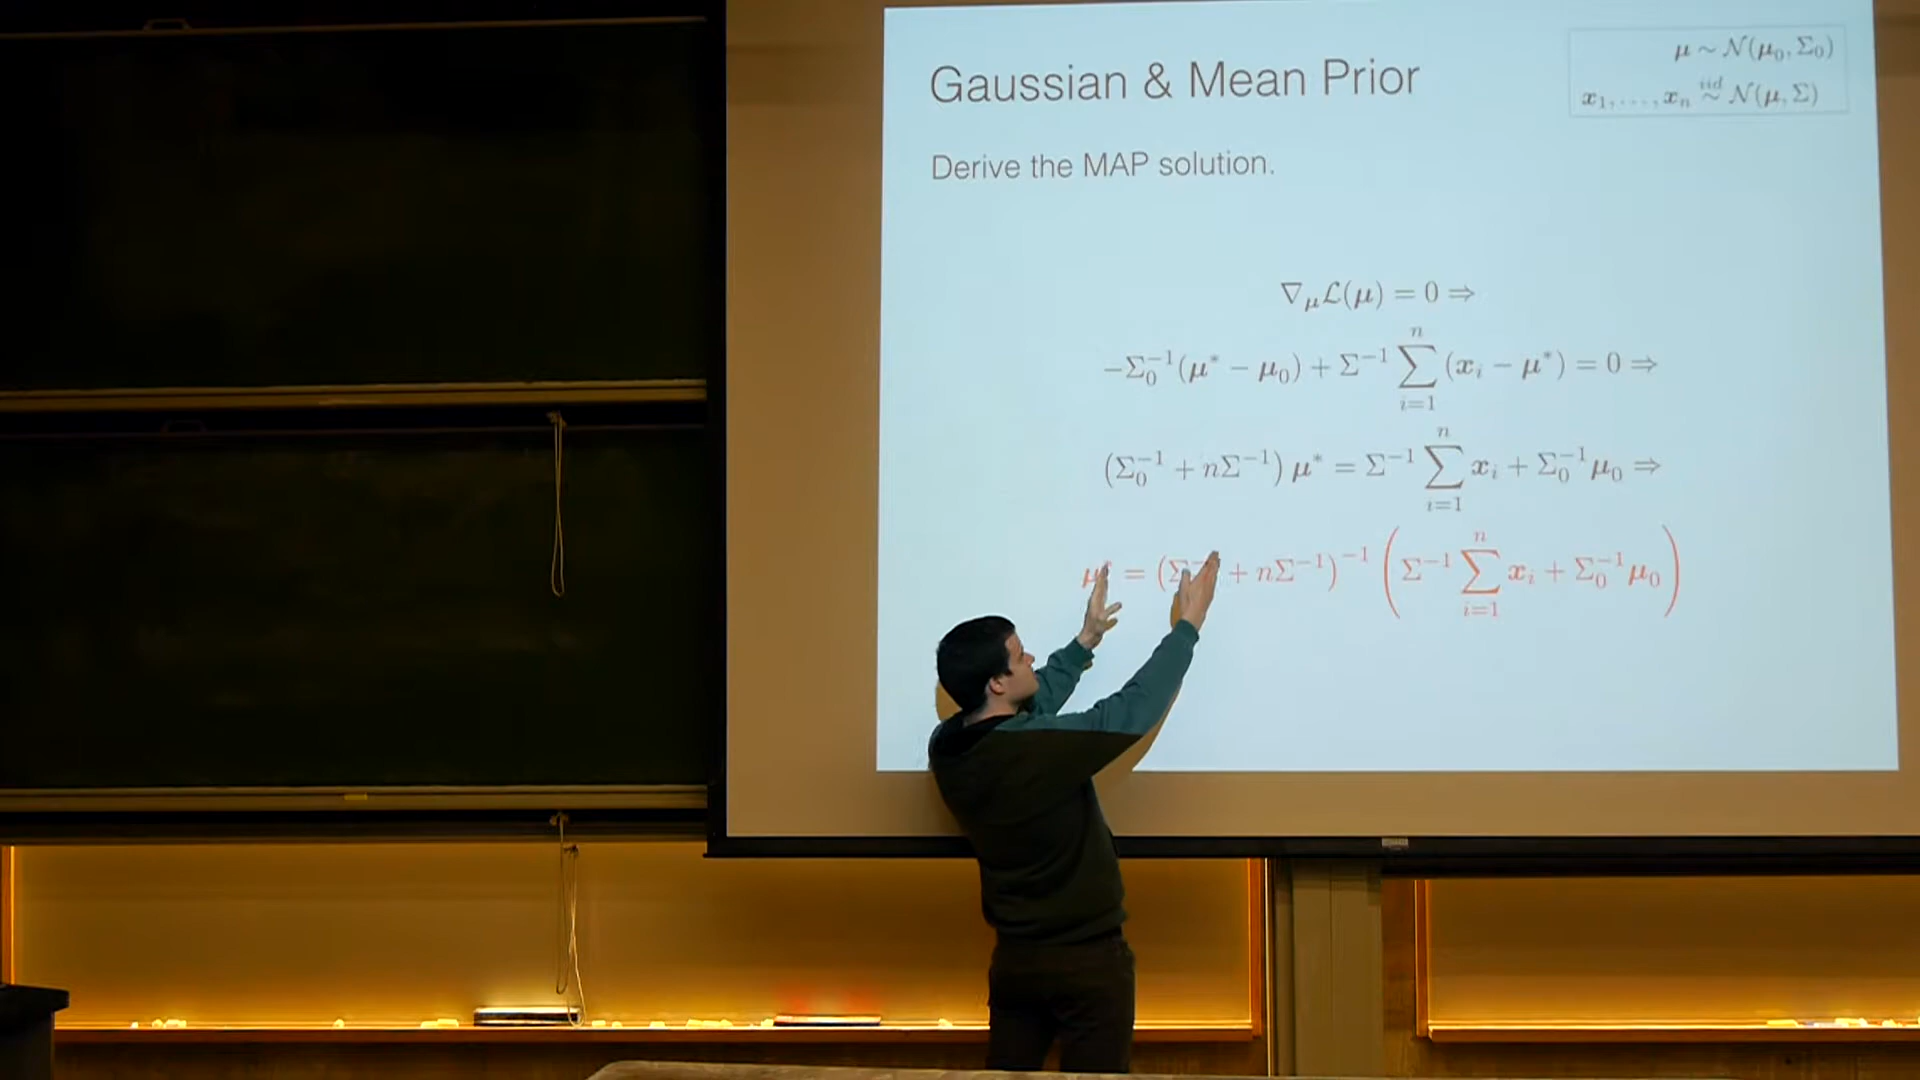 Gaussian & Mean Prior
μ ~ N(μ₀, Σ₀)
x₁, …, xₙ iid ~ N(μ, Σ)
Derive the MAP solution.
∇_μ L(μ) = 0 ⇒
−Σ₀⁻¹(μ* − μ₀) + Σ⁻¹ ∑_{i=1}^{n} (xᵢ − μ*) = 0 ⇒
(Σ₀⁻¹ + nΣ⁻¹) μ* = Σ⁻¹ ∑_{i=1}^{n} xᵢ + Σ₀⁻¹μ₀ ⇒
μ* = (Σ₀⁻¹ + nΣ⁻¹)⁻¹ (Σ⁻¹ ∑_{i=1}^{n} xᵢ + Σ₀⁻¹μ₀)